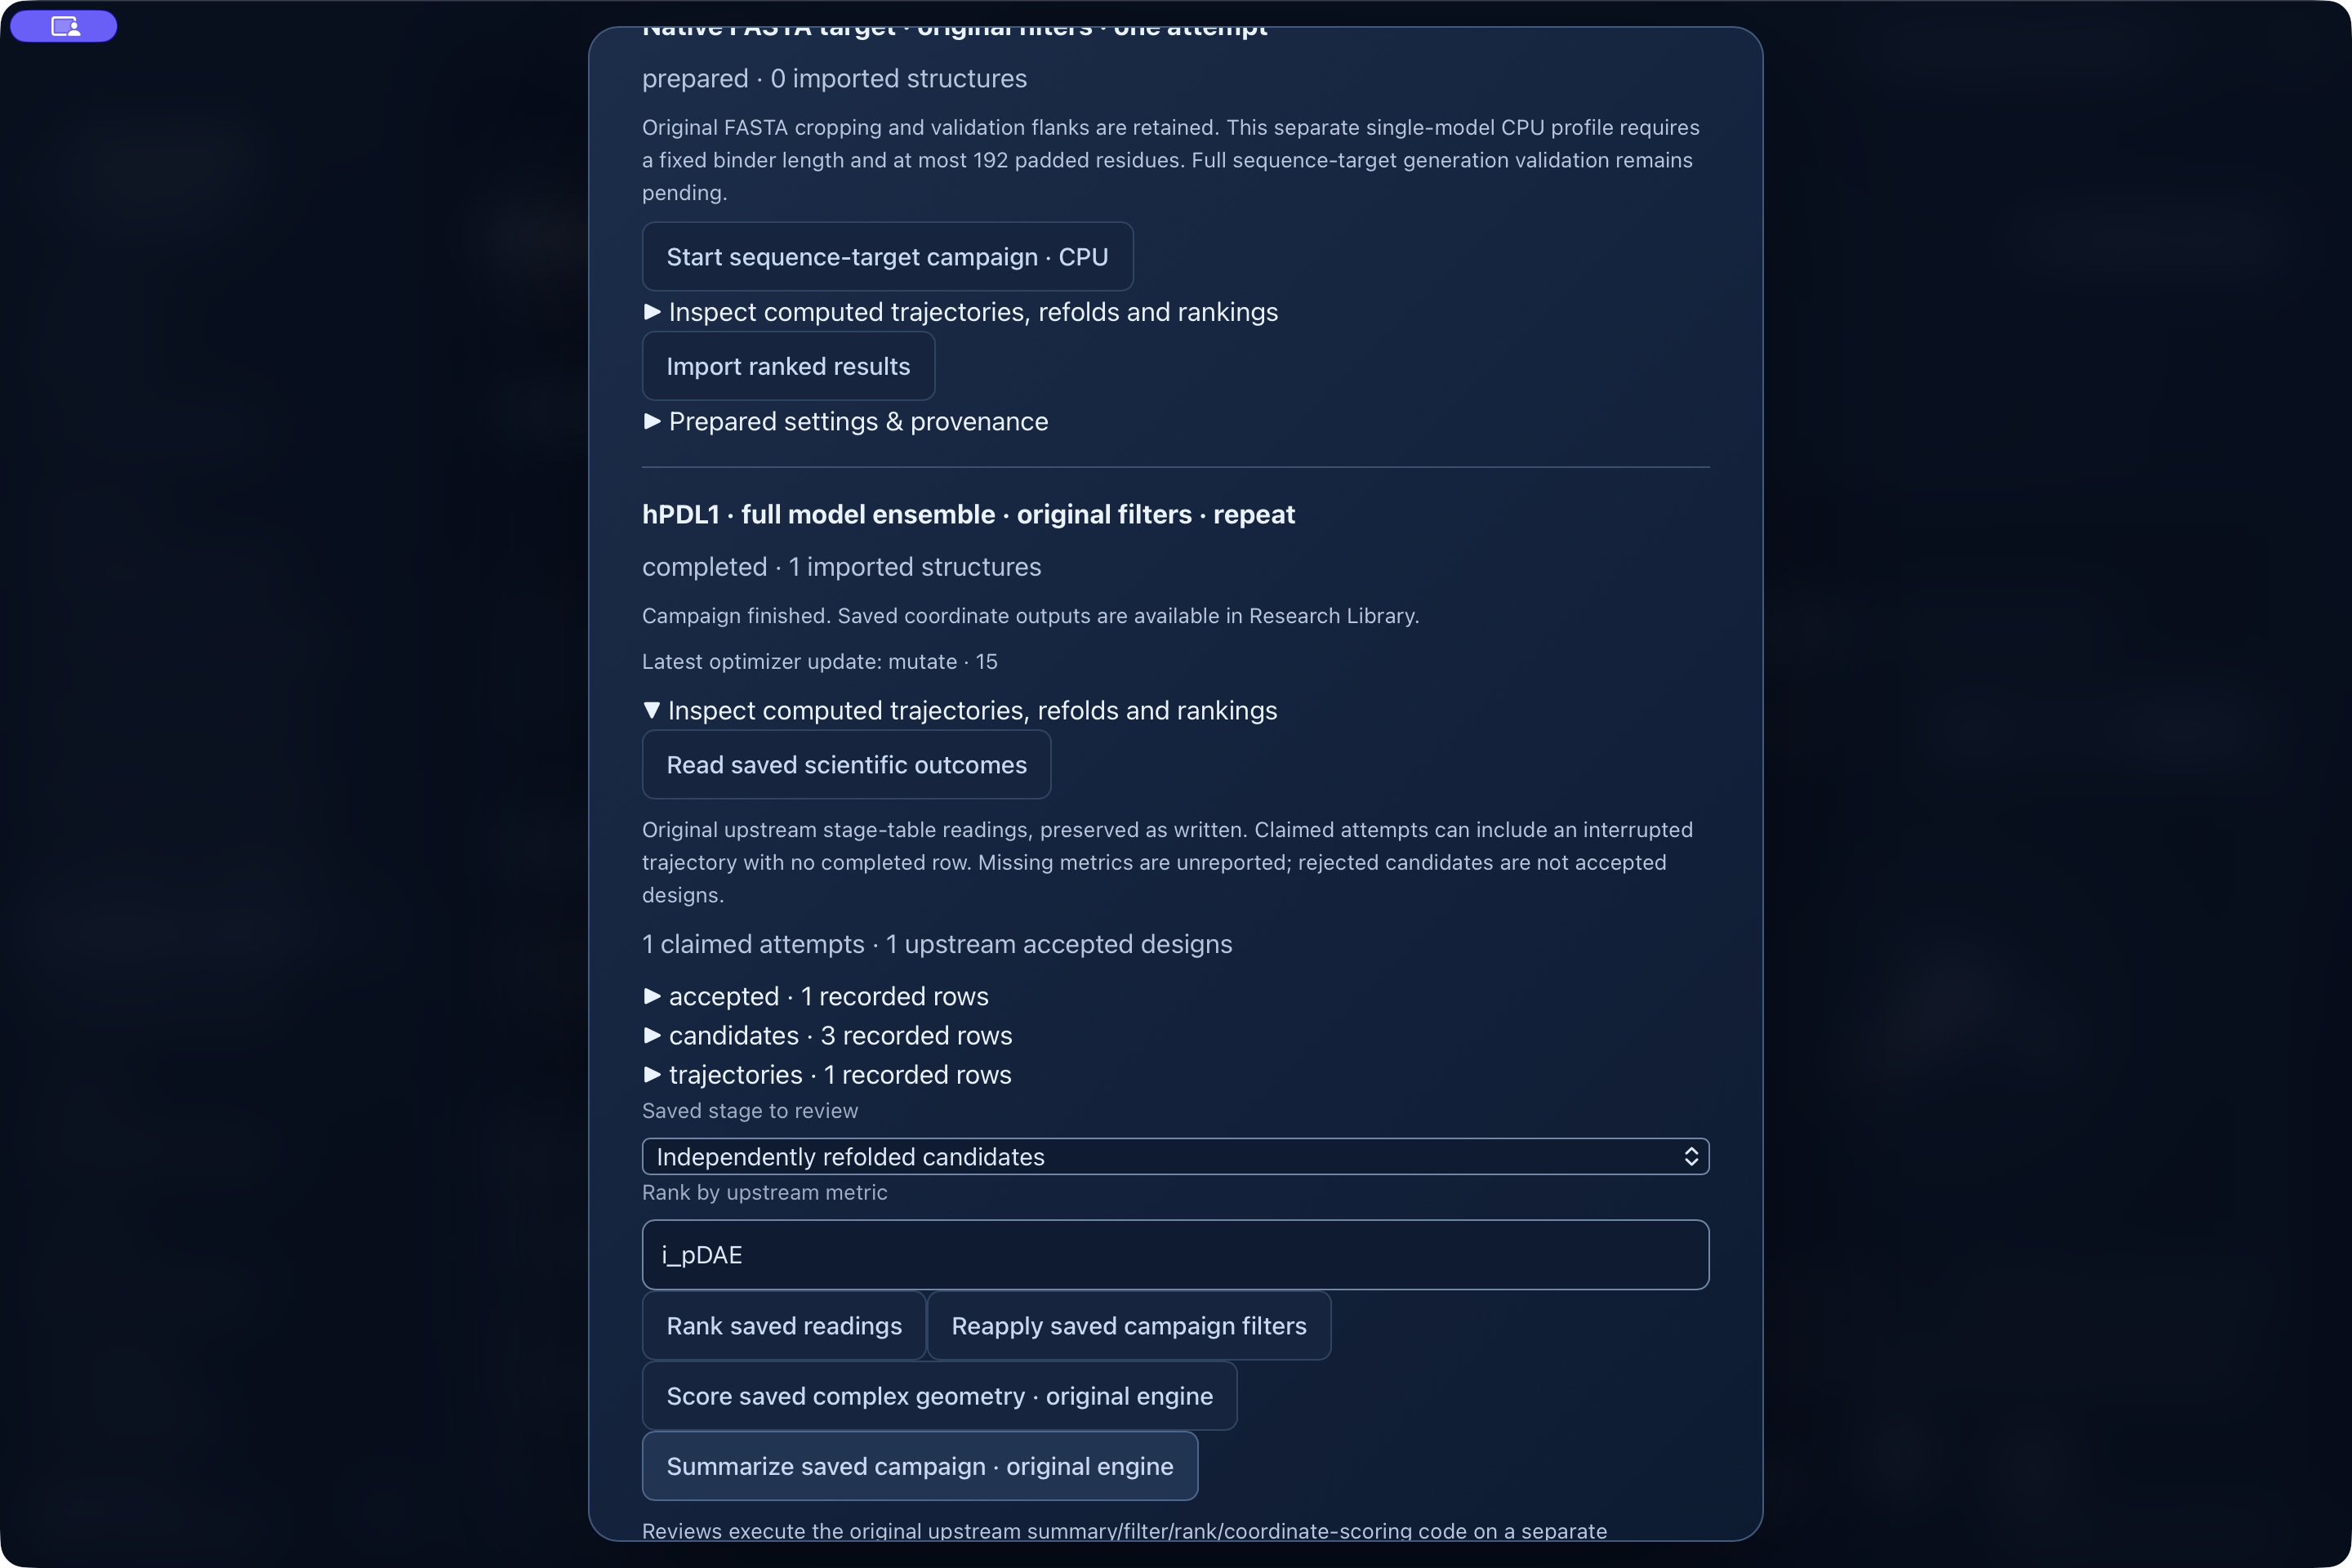 Native FASTA target · original filters · one attempt
prepared · 0 imported structures
Original FASTA cropping and validation flanks are retained. This separate single-model CPU profile requires
a fixed binder length and at most 192 padded residues. Full sequence-target generation validation remains
pending.
Start sequence-target campaign · CPU
Inspect computed trajectories, refolds and rankings
Import ranked results
Prepared settings & provenance
hPDL1 · full model ensemble · original filters · repeat
completed · 1 imported structures
Campaign finished. Saved coordinate outputs are available in Research Library.
Latest optimizer update: mutate · 15
Inspect computed trajectories, refolds and rankings
Read saved scientific outcomes
Original upstream stage-table readings, preserved as written. Claimed attempts can include an interrupted
trajectory with no completed row. Missing metrics are unreported; rejected candidates are not accepted
designs.
1 claimed attempts · 1 upstream accepted designs
accepted · 1 recorded rows
candidates · 3 recorded rows
trajectories · 1 recorded rows
Saved stage to review
Independently refolded candidates
Rank by upstream metric
i_pDAE
Rank saved readings Reapply saved campaign filters
Score saved complex geometry · original engine
Summarize saved campaign · original engine
Reviews execute the original upstream summary/filter/rank/coordinate-scoring code on a separate